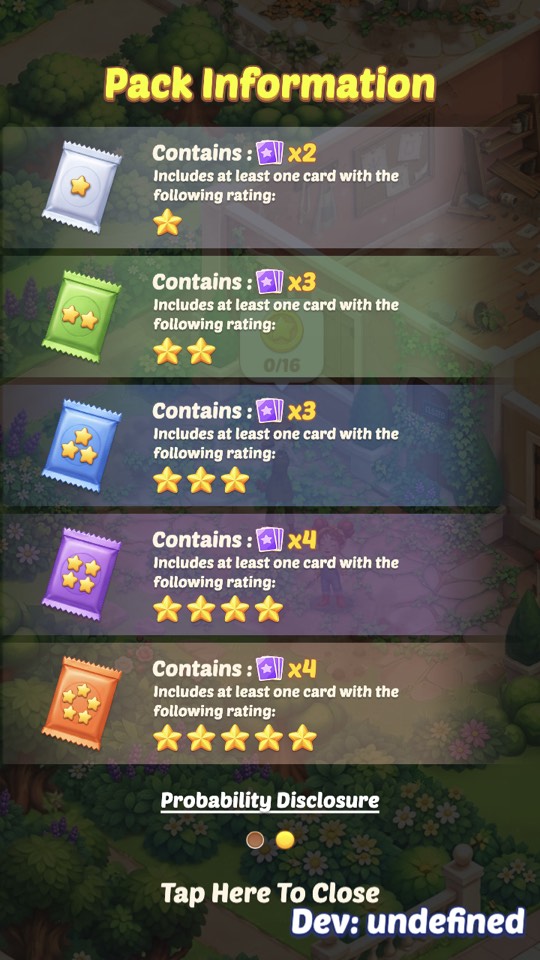 Pack Information
Contains : x2
Includes at least one card with the
following rating:
Contains : x3
Includes at least one card with the
following rating:
0/16
Contains : x3
Includes at least one card with the
following rating:
Contains : x4
Includes at least one card with the
following rating:
Contains : x4
Includes at least one card with the
following rating:
Probability Disclosure
Tap Here To Close
Dev: undefined